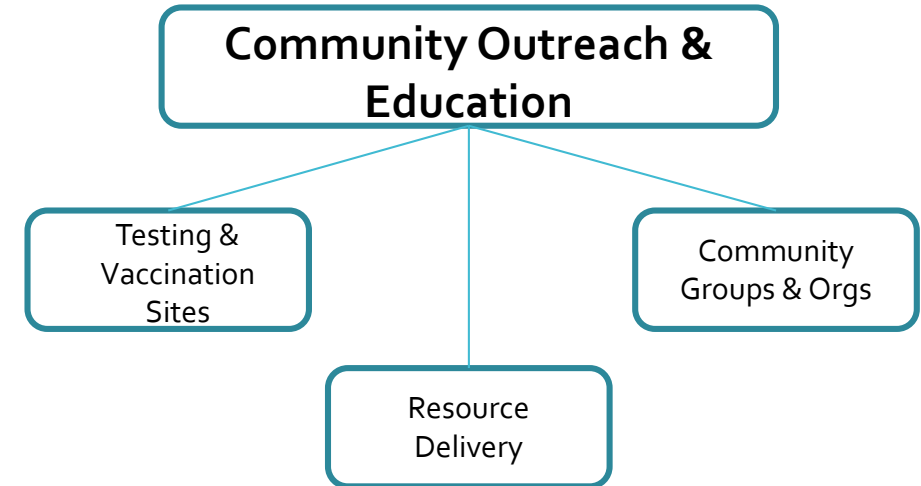 Community Outreach &
Education
Testing &
Vaccination
Sites
Community
Groups & Orgs
Resource
Delivery